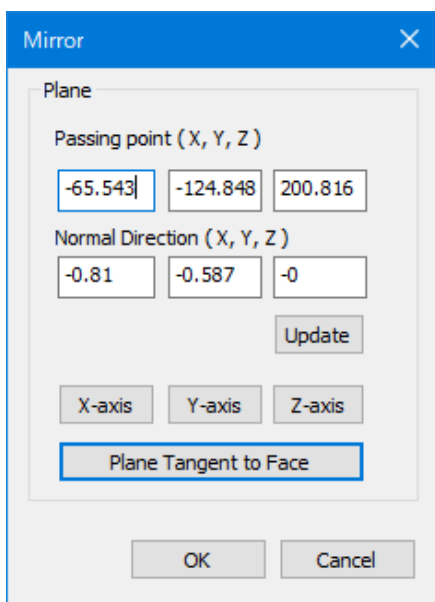 Mirror
Plane
Passing point ( X, Y, Z )
-65.543 -124.848 200.816
Normal Direction ( X, Y, Z )
-0.81 -0.587 -0
Update
X-axis Y-axis Z-axis
Plane Tangent to Face
OK Cancel